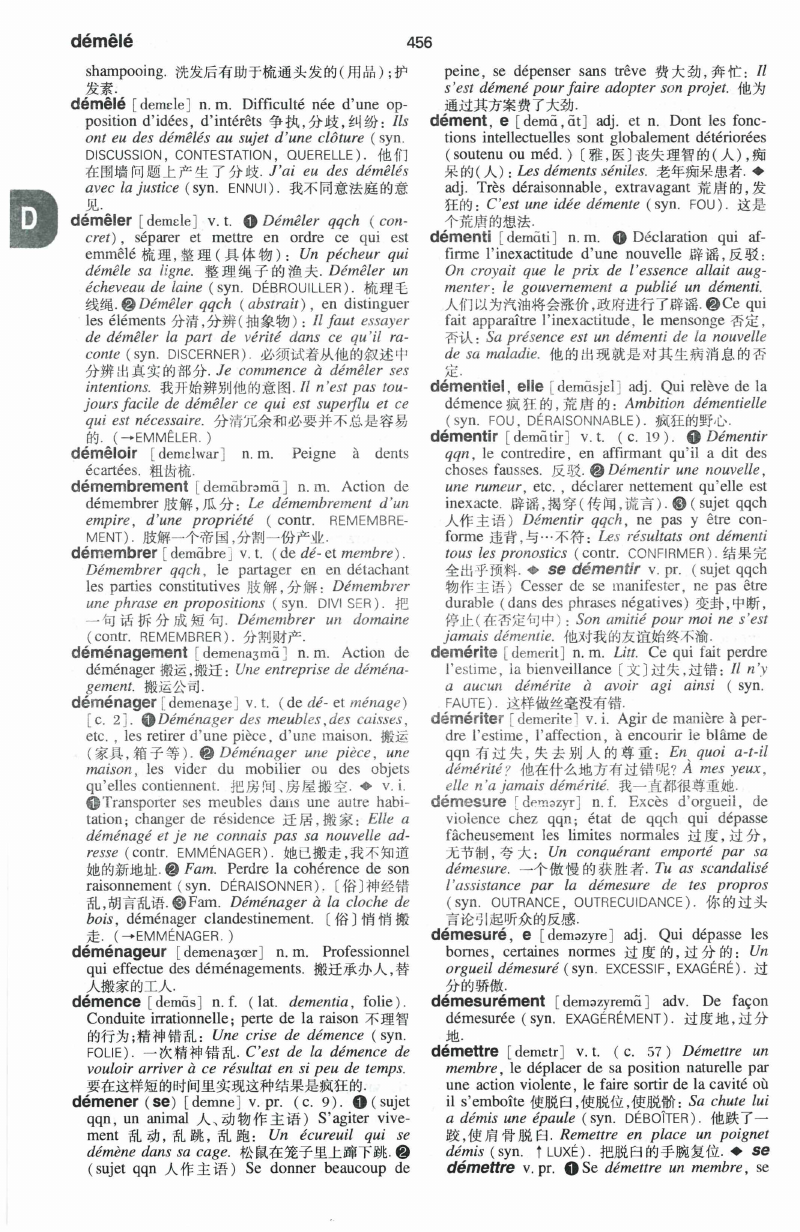 démêlé
456
shampooing. 洗发后有助于梳通头发的(用品);护
发素.
démêlé [demɛle] n. m. Difficulté née d'une op-
position d'idées, d'intérêts 争执,分歧,纠纷: Ils
ont eu des démêlés au sujet d'une clôture (syn.
DISCUSSION, CONTESTATION, QUERELLE). 他们
在围墙问题上产生了分歧. J'ai eu des démêlés
avec la justice (syn. ENNUI). 我不同意法庭的意
见.
démêler [demɛle] v. t. ❶ Démêler qqch (con-
cret), séparer et mettre en ordre ce qui est
emmêlé 梳理,整理(具体物): Un pécheur qui
démêle sa ligne. 整理绳子的渔夫. Démêler un
écheveau de laine (syn. DÉBROUILLER). 梳理毛
线绳. ❷ Démêler qqch (abstrait), en distinguer
les éléments 分清,分辨(抽象物): Il faut essayer
de démêler la part de vérité dans ce qu'il ra-
conte (syn. DISCERNER). 必须试着从他的叙述中
分辨出真实的部分. Je commence à démêler ses
intentions. 我开始辨别他的意图. Il n'est pas tou-
jours facile de démêler ce qui est superflu et ce
qui est nécessaire. 分清冗余和必要并不总是容易
的. (→EMMÊLER.)
démêloir [demɛlwar] n. m. Peigne à dents
écartées. 粗齿梳.
démembrement [demãbrəmã] n. m. Action de
démembrer 肢解,瓜分: Le démembrement d'un
empire, d'une propriété (contr. REMEMBRE-
MENT). 肢解一个帝国,分割一份产业.
démembrer [demãbre] v. t. (de dé- et membre).
Démembrer qqch, le partager en en détachant
les parties constitutives 肢解,分解: Démembrer
une phrase en propositions (syn. DIVI SER). 把
一句话拆分成短句. Démembrer un domaine
(contr. REMEMBRER). 分割财产.
déménagement [demenaʒmã] n. m. Action de
déménager 搬运,搬迁: Une entreprise de déména-
gement. 搬运公司.
déménager [demenaʒe] v. t. (de dé- et ménage)
[c. 2]. ❶ Déménager des meubles,des caisses,
etc., les retirer d'une pièce, d'une maison. 搬运
(家具,箱子等). ❷ Déménager une pièce, une
maison, les vider du mobilier ou des objets
qu'elles contiennent. 把房间、房屋搬空. ◆ v. i.
❶ Transporter ses meubles dans une autre habi-
tation; changer de résidence 迁居,搬家: Elle a
déménagé et je ne connais pas sa nouvelle ad-
resse (contr. EMMÉNAGER). 她已搬走,我不知道
她的新地址. ❷ Fam. Perdre la cohérence de son
raisonnement (syn. DÉRAISONNER). [俗]神经错
乱,胡言乱语. ❸ Fam. Déménager à la cloche de
bois, déménager clandestinement. [俗]悄悄搬
走. (→EMMÉNAGER.)
déménageur [demenaʒœr] n. m. Professionnel
qui effectue des déménagements. 搬迁承办人,替
人搬家的工人.
démence [demãs] n. f. (lat. dementia, folie).
Conduite irrationnelle; perte de la raison 不理智
的行为;精神错乱: Une crise de démence (syn.
FOLIE). 一次精神错乱. C'est de la démence de
vouloir arriver à ce résultat en si peu de temps.
要在这样短的时间里实现这种结果是疯狂的.
démener (se) [demne] v. pr. (c. 9). ❶ (sujet
qqn, un animal 人、动物作主语) S'agiter vive-
ment 乱动,乱跳,乱跑: Un écureuil qui se
démène dans sa cage. 松鼠在笼子里上蹿下跳. ❷
(sujet qqn 人作主语) Se donner beaucoup de
peine, se dépenser sans trêve 费大劲,奔忙: Il
s'est démené pour faire adopter son projet. 他为
通过其方案费了大劲.
dément, e [demã, ãt] adj. et n. Dont les fonc-
tions intellectuelles sont globalement détériorées
(soutenu ou méd.) [雅,医]丧失理智的(人),痴
呆的(人): Les déments séniles. 老年痴呆患者. ◆
adj. Très déraisonnable, extravagant 荒唐的,发
狂的: C'est une idée démente (syn. FOU). 这是
个荒唐的想法.
démenti [demãti] n. m. ❶ Déclaration qui af-
firme l'inexactitude d'une nouvelle 辟谣,反驳:
On croyait que le prix de l'essence allait aug-
menter: le gouvernement a publié un démenti.
人们以为汽油将会涨价,政府进行了辟谣. ❷ Ce qui
fait apparaître l'inexactitude, le mensonge 否定,
否认: Sa présence est un démenti de la nouvelle
de sa maladie. 他的出现就是对其生病消息的否
定.
démentiel, elle [demãsjɛl] adj. Qui relève de la
démence 疯狂的,荒唐的: Ambition démentielle
(syn. FOU, DÉRAISONNABLE). 疯狂的野心.
démentir [demãtir] v. t. (c. 19). ❶ Démentir
qqn, le contredire, en affirmant qu'il a dit des
choses fausses. 反驳. ❷ Démentir une nouvelle,
une rumeur, etc., déclarer nettement qu'elle est
inexacte. 辟谣,揭穿(传闻,谎言). ❸ (sujet qqch
人作主语) Démentir qqch, ne pas y être con-
forme 违背,与…不符: Les résultats ont démenti
tous les pronostics (contr. CONFIRMER). 结果完
全出乎预料. ◆ se démentir v. pr. (sujet qqch
物作主语) Cesser de se manifester, ne pas être
durable (dans des phrases négatives) 变卦,中断,
停止(在否定句中): Son amitié pour moi ne s'est
jamais démentie. 他对我的友谊始终不渝.
demérite [demerit] n. m. Litt. Ce qui fait perdre
l'estime, la bienveillance [文]过失,过错: Il n'y
a aucun démérite à avoir agi ainsi (syn.
FAUTE). 这样做丝毫没有错.
démériter [demerite] v. i. Agir de manière à per-
dre l'estime, l'affection, à encourir le blâme de
qqn 有过失,失去别人的尊重: En quoi a-t-il
démérité? 他在什么地方有过错呢? À mes yeux,
elle n'a jamais démérité. 我一直都很尊重她.
démesure [deməzyr] n. f. Excès d'orgueil, de
violence chez qqn; état de qqch qui dépasse
fâcheusement les limites normales 过度,过分,
无节制,夸大: Un conquérant emporté par sa
démesure. 一个傲慢的获胜者. Tu as scandalisé
l'assistance par la démesure de tes propros
(syn. OUTRANCE, OUTRECUIDANCE). 你的过头
言论引起听众的反感.
démesuré, e [deməzyre] adj. Qui dépasse les
bornes, certaines normes 过度的,过分的: Un
orgueil démesuré (syn. EXCESSIF, EXAGÉRÉ). 过
分的骄傲.
démesurément [deməzyremã] adv. De façon
démesurée (syn. EXAGÉRÉMENT). 过度地,过分
地.
démettre [demɛtr] v. t. (c. 57) Démettre un
membre, le déplacer de sa position naturelle par
une action violente, le faire sortir de la cavité où
il s'emboîte 使脱臼,使脱位,使脱骱: Sa chute lui
a démis une épaule (syn. DÉBOÎTER). 他跌了一
跤,使肩骨脱臼. Remettre en place un poignet
démis (syn. ↑ LUXÉ). 把脱臼的手腕复位. ◆ se
démettre v. pr. ❶ Se démettre un membre, se
D